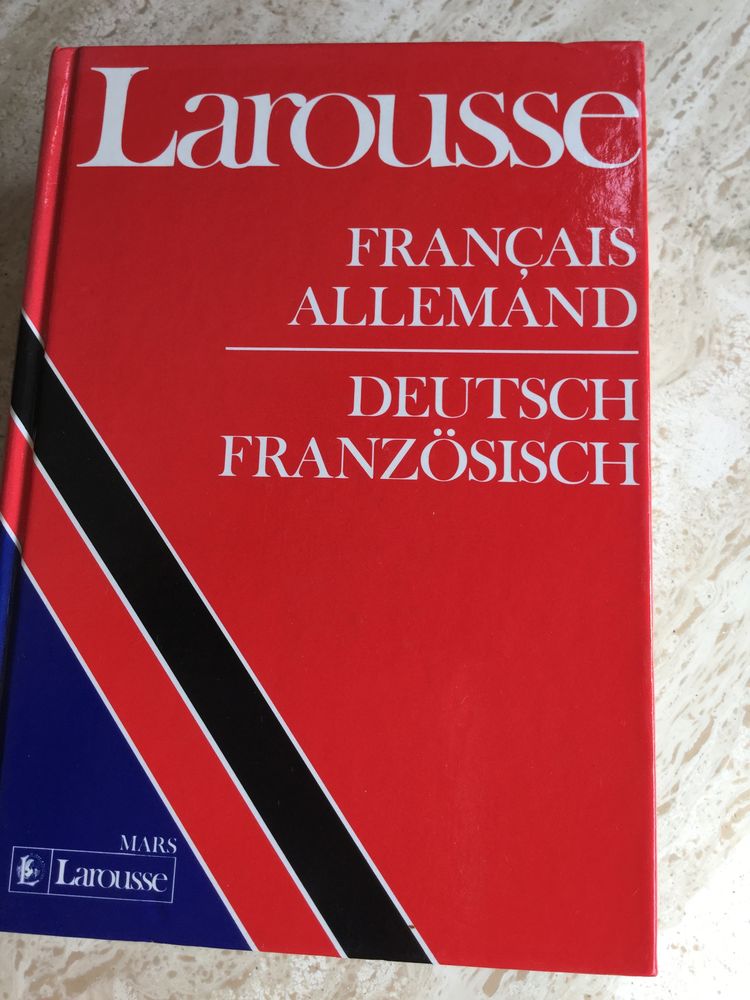 Larousse
FRANÇAIS
ALLEMAND
DEUTSCH
FRANZÖSISCH
MARS
L Larousse